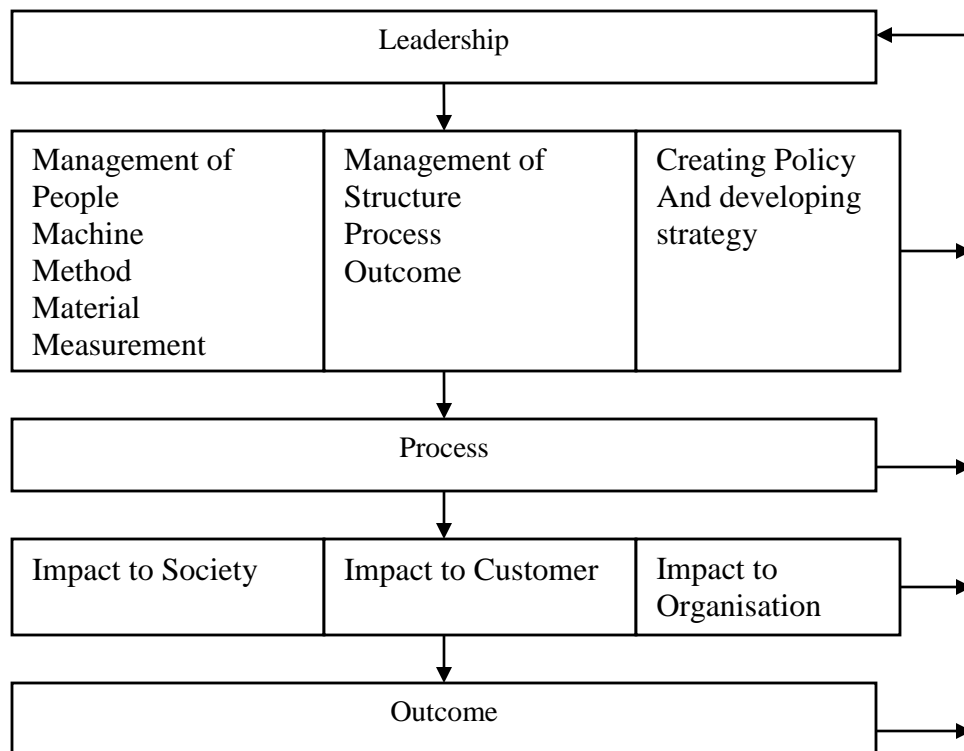 Leadership
Management of
People
Machine
Method
Material
Measurement
Management of
Structure
Process
Outcome
Creating Policy
And developing
strategy
Process
Impact to Society
Impact to Customer
Impact to
Organisation
Outcome